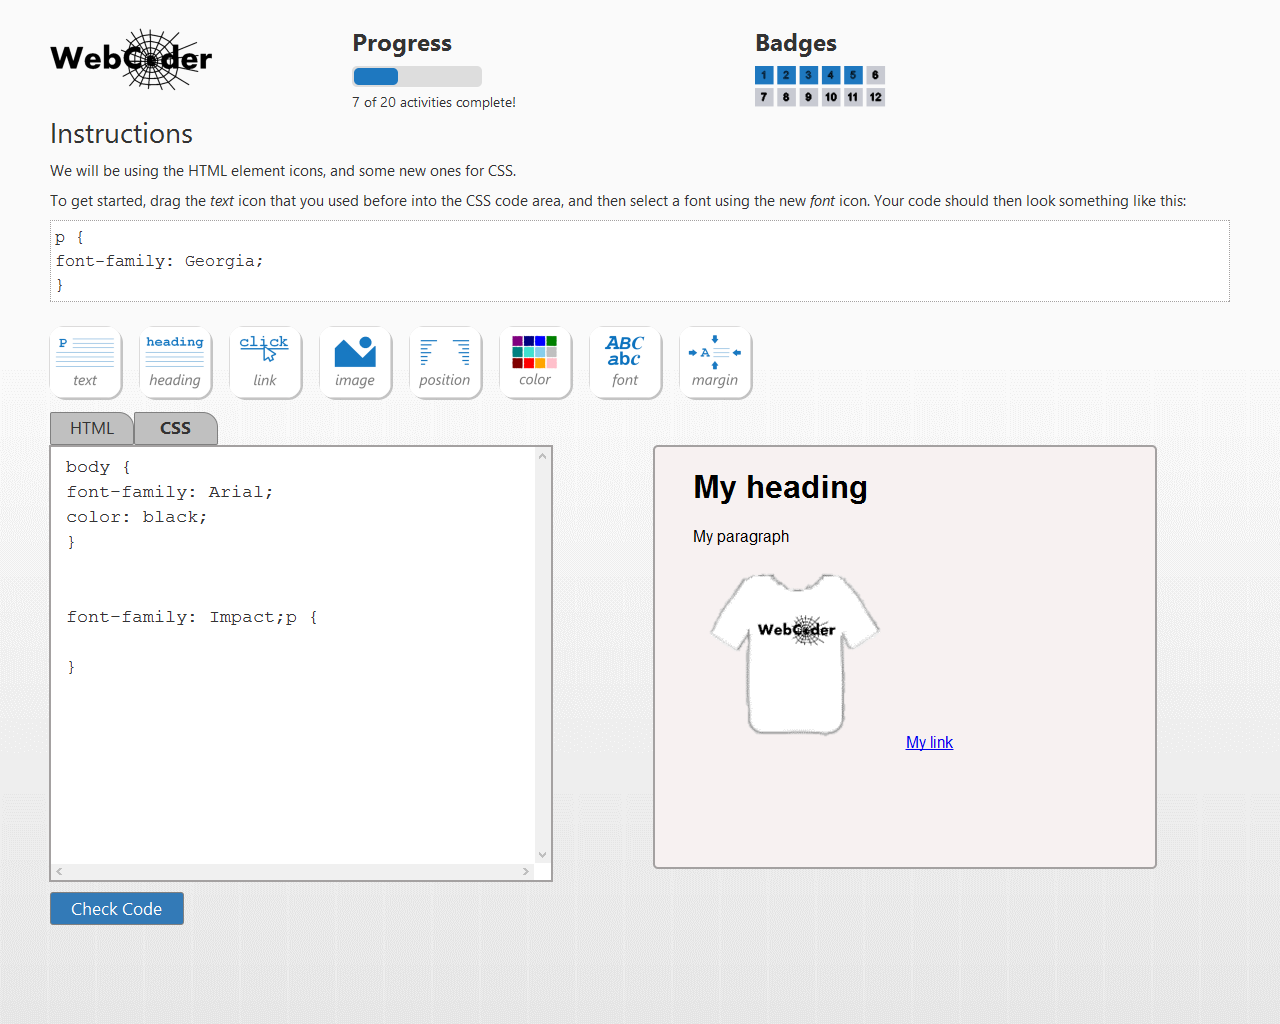 WebCoder
Progress
7 of 20 activities complete!
Badges
1 2 3 4 5 6
7 8 9 10 11 12
Instructions
We will be using the HTML element icons, and some new ones for CSS.
To get started, drag the text icon that you used before into the CSS code area, and then select a font using the new font icon. Your code should then look something like this:
p {
font-family: Georgia;
}
P
text
heading
heading
click
link
image
position
color
ABC
abc
font
A
margin
HTML
CSS
body {
font-family: Arial;
color: black;
}
font-family: Impact;p {
}
My heading
My paragraph
WebCoder
My link
Check Code